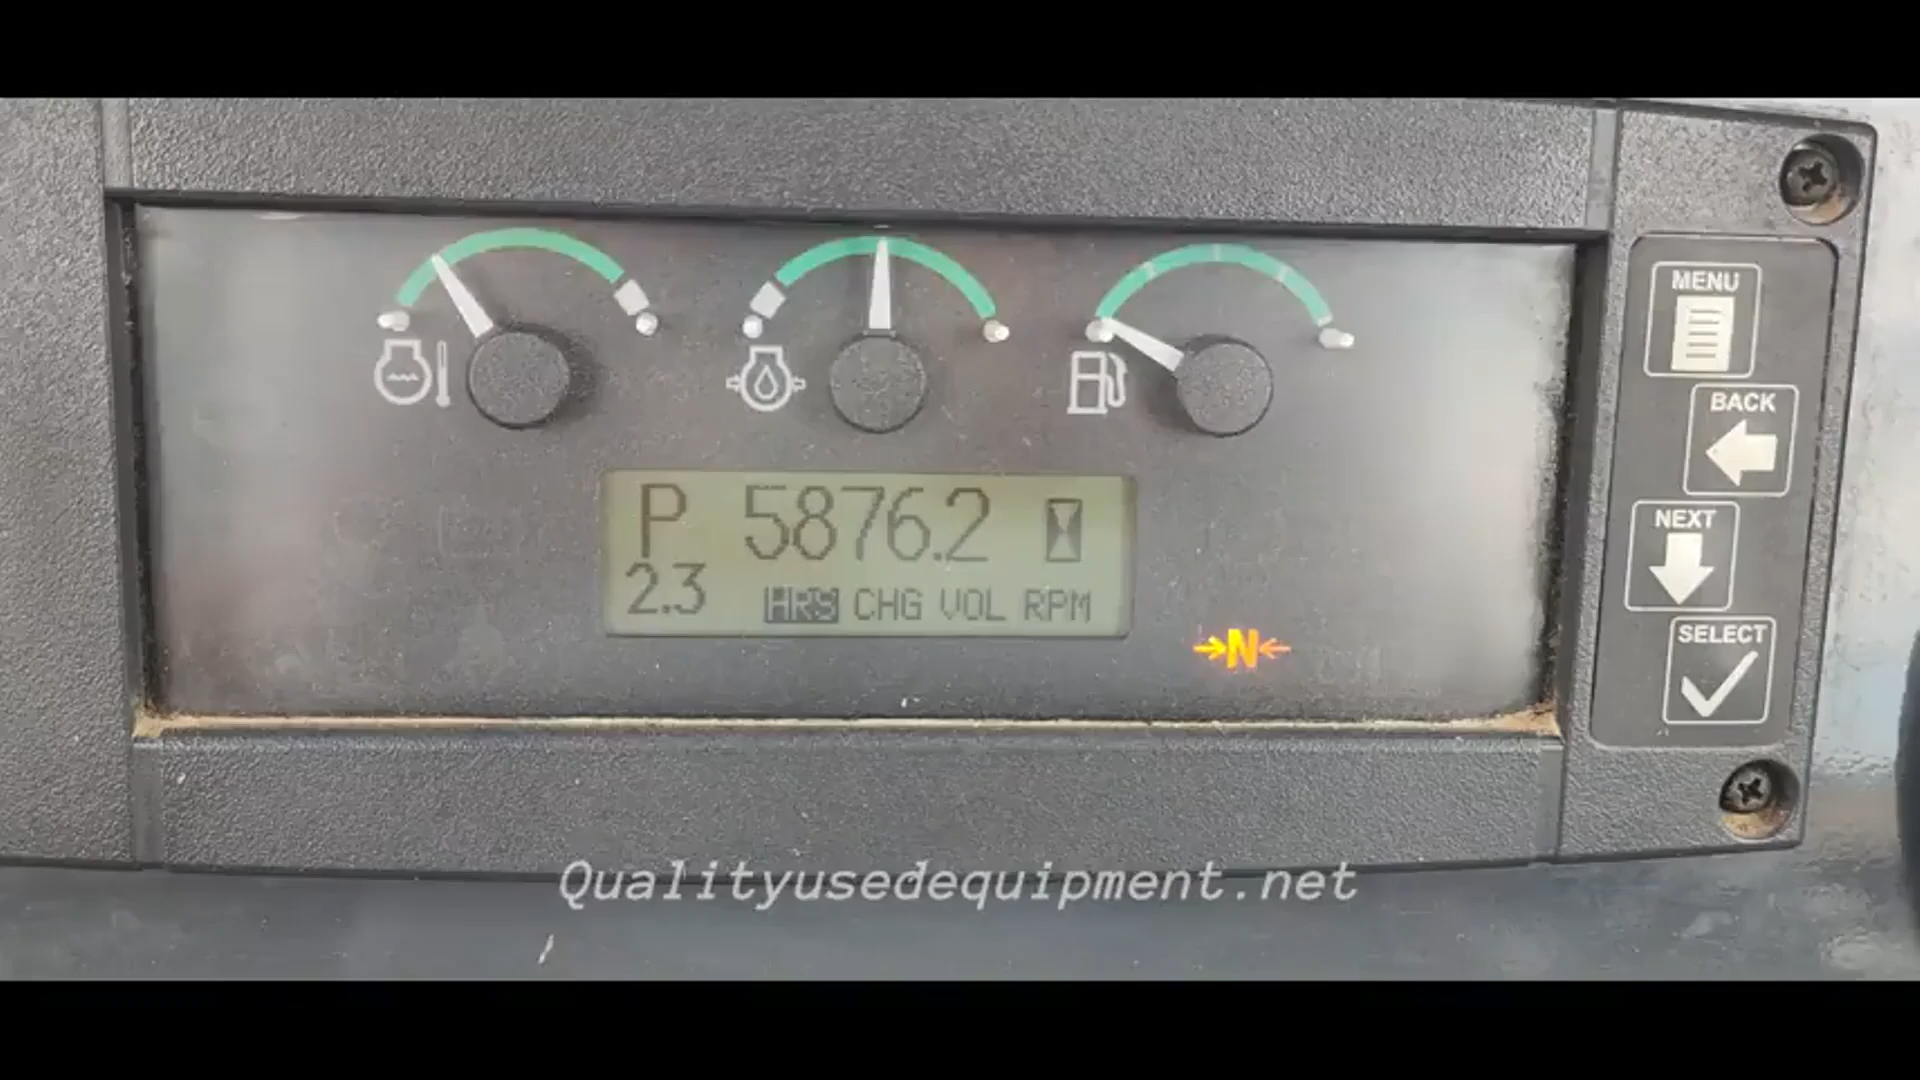 MENU
BACK
P 5876.2
NEXT
2.3 HRS CHG VOL RPM
→N←
SELECT
Qualityusedequipment.net